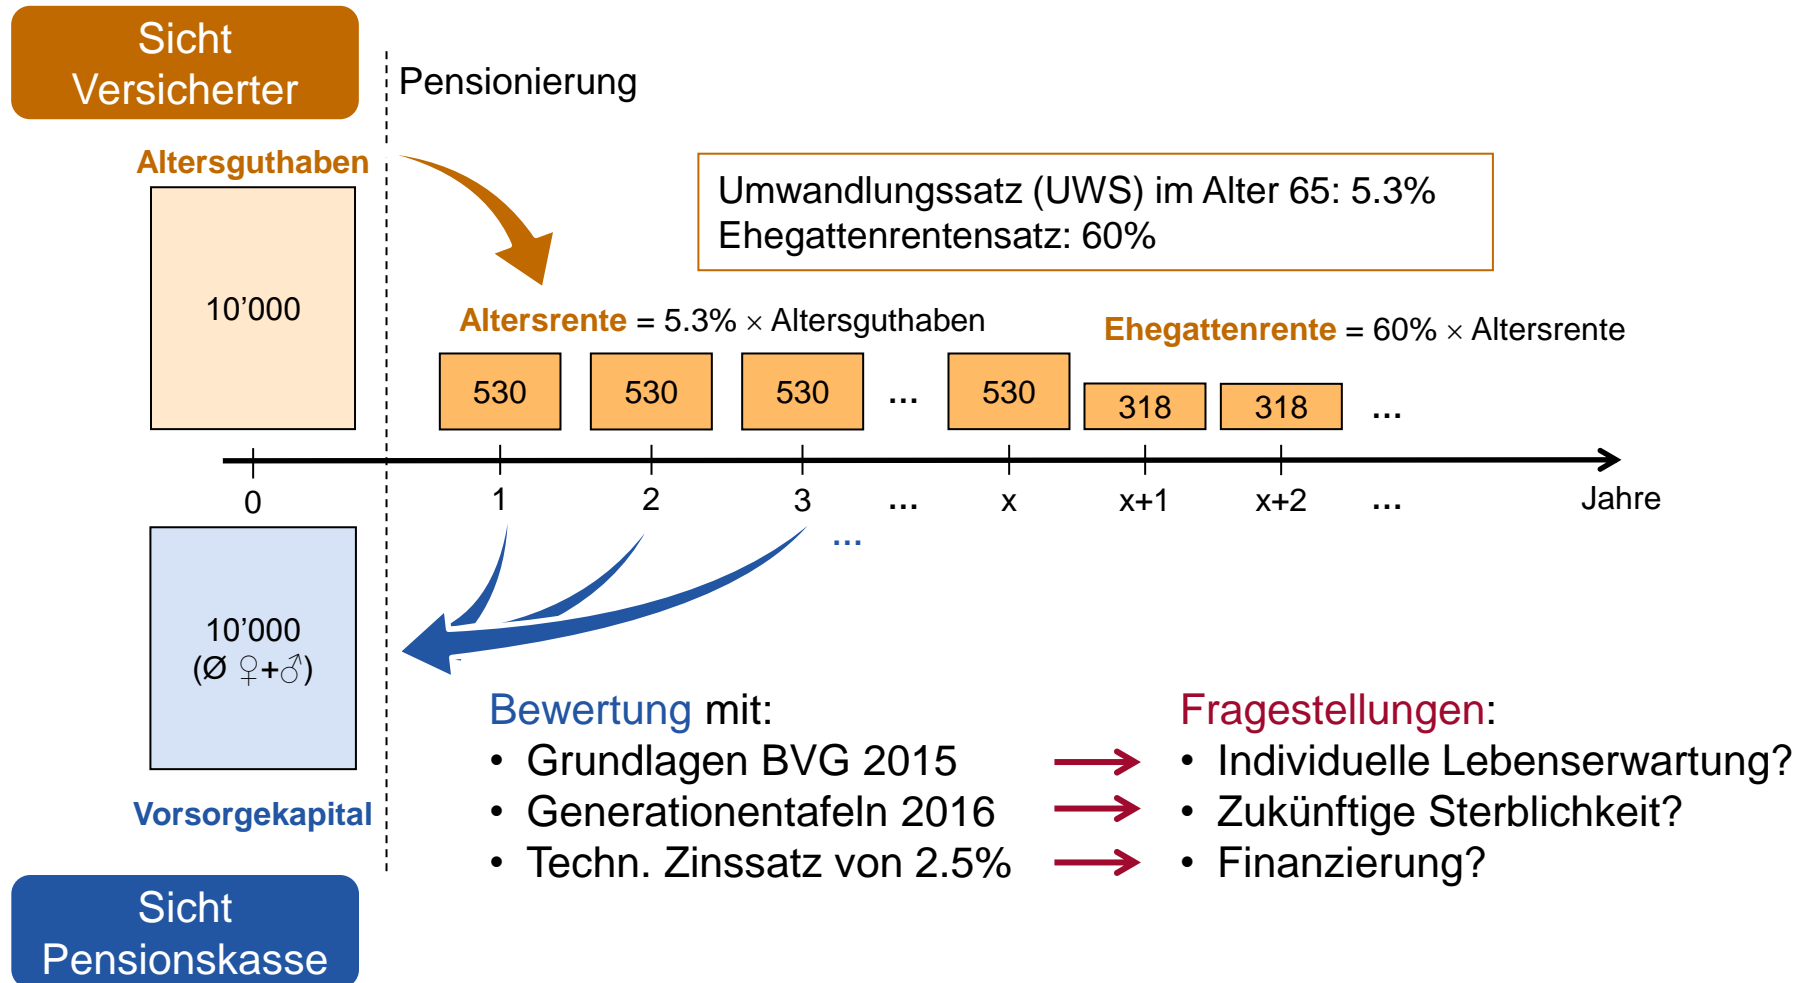 Sicht
Versicherter
Pensionierung
Altersguthaben
Umwandlungssatz (UWS) im Alter 65: 5.3%
Ehegattenrentensatz: 60%
10’000
Altersrente = 5.3% × Altersguthaben
Ehegattenrente = 60% × Altersrente
530 530 530 ... 530 318 318 ...
0 1 2 3 ... x x+1 x+2 ... Jahre
...
10’000
(Ø ♀+♂)
Vorsorgekapital
Bewertung mit:
• Grundlagen BVG 2015
• Generationentafeln 2016
• Techn. Zinssatz von 2.5%
Fragestellungen:
• Individuelle Lebenserwartung?
• Zukünftige Sterblichkeit?
• Finanzierung?
Sicht
Pensionskasse